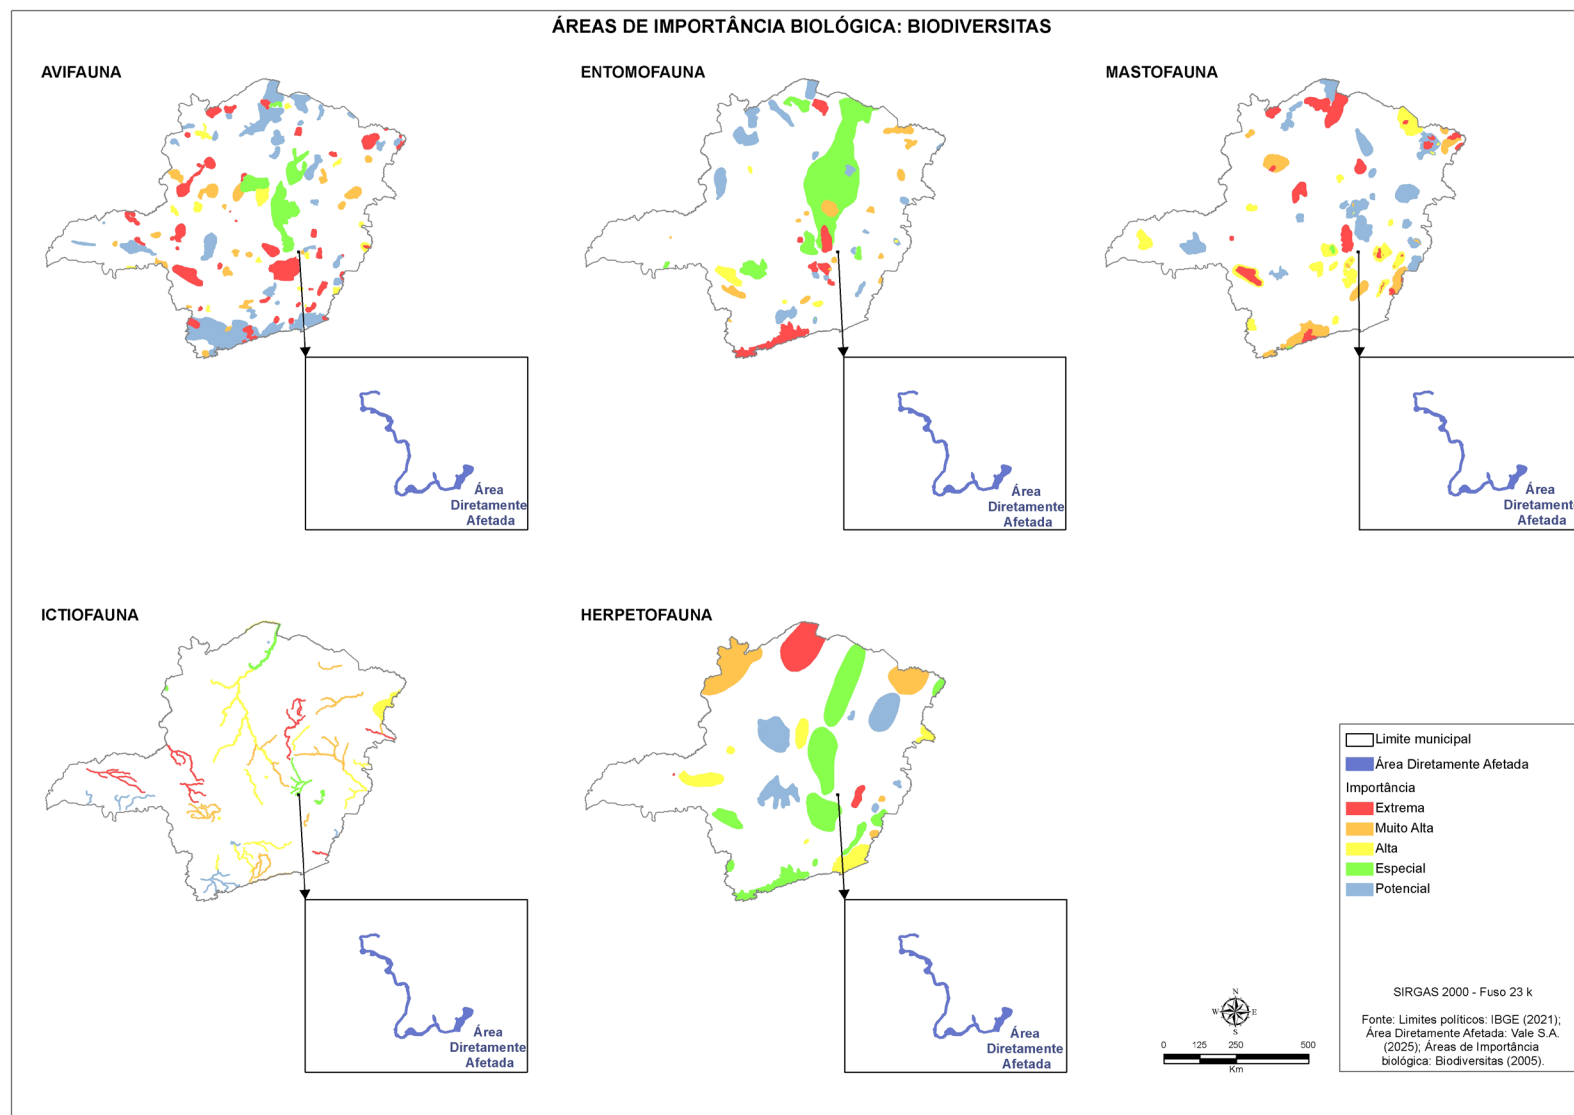 ÁREAS DE IMPORTÂNCIA BIOLÓGICA: BIODIVERSITAS
AVIFAUNA
ENTOMOFAUNA
MASTOFAUNA
Área
Diretamente
Afetada
Área
Diretamente
Afetada
Área
Diretamente
Afetada
ICTIOFAUNA
HERPETOFAUNA
Área
Diretamente
Afetada
Área
Diretamente
Afetada
N
W
E
S
0 125 250 500
Km
Limite municipal
Área Diretamente Afetada
Importância
Extrema
Muito Alta
Alta
Especial
Potencial
SIRGAS 2000 - Fuso 23 k
Fonte: Limites políticos: IBGE (2021);
Área Diretamente Afetada: Vale S.A.
(2025); Áreas de Importância
biológica: Biodiversitas (2005).